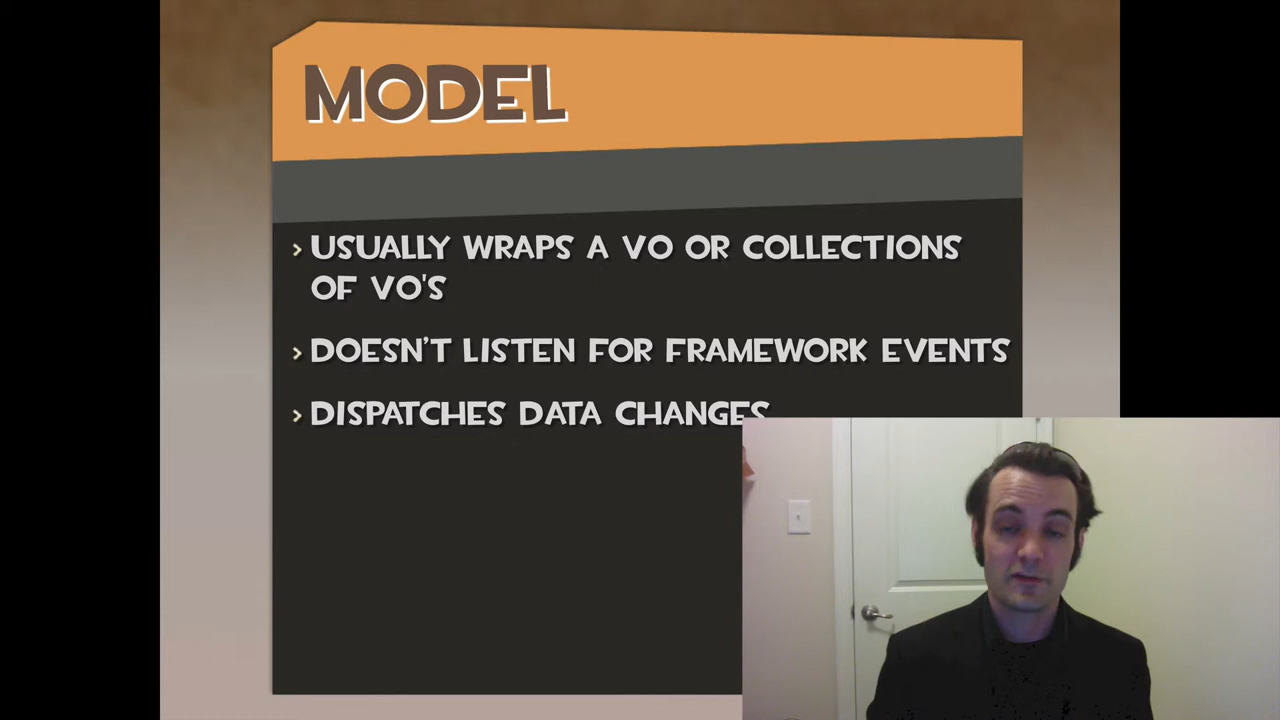 MODEL
› USUALLY WRAPS A VO OR COLLECTIONS
OF VO'S
› DOESN'T LISTEN FOR FRAMEWORK EVENTS
› DISPATCHES DATA CHANGES